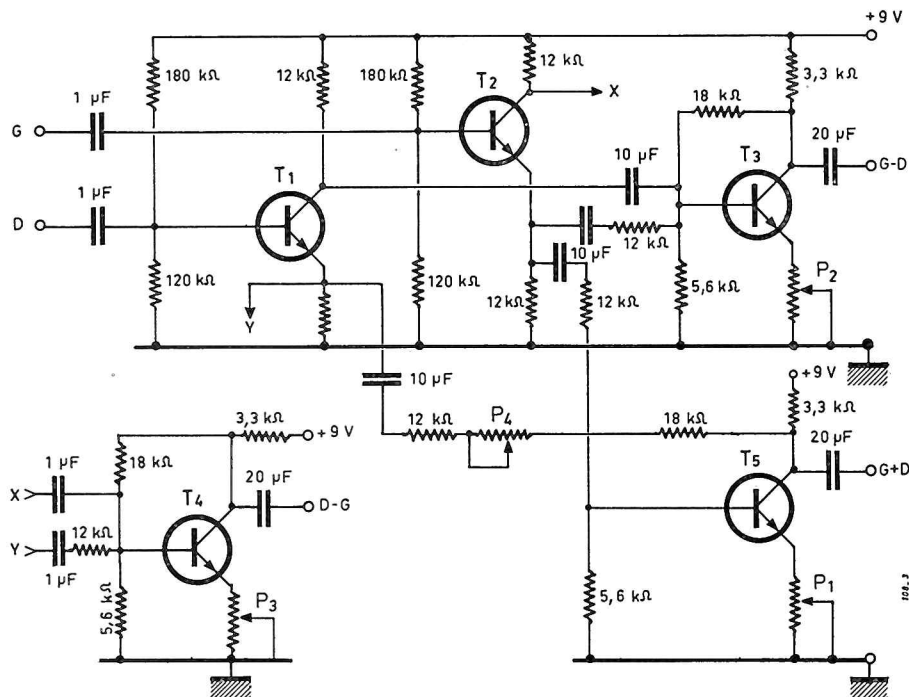 +9 V
180 kΩ
12 kΩ
180 kΩ
12 kΩ
3,3 kΩ
1 µF
G
T2
X
18 kΩ
20 µF
G-D
1 µF
D
T1
10 µF
T3
12 kΩ
10 µF
120 kΩ
Y
120 kΩ
12 kΩ
12 kΩ
5,6 kΩ
P2
10 µF
+9 V
12 kΩ
P4
18 kΩ
3,3 kΩ
20 µF
G+D
T5
3,3 kΩ
+9 V
1 µF
18 kΩ
20 µF
X
T4
D-G
Y
12 kΩ
1 µF
5,6 kΩ
P3
5,6 kΩ
P1